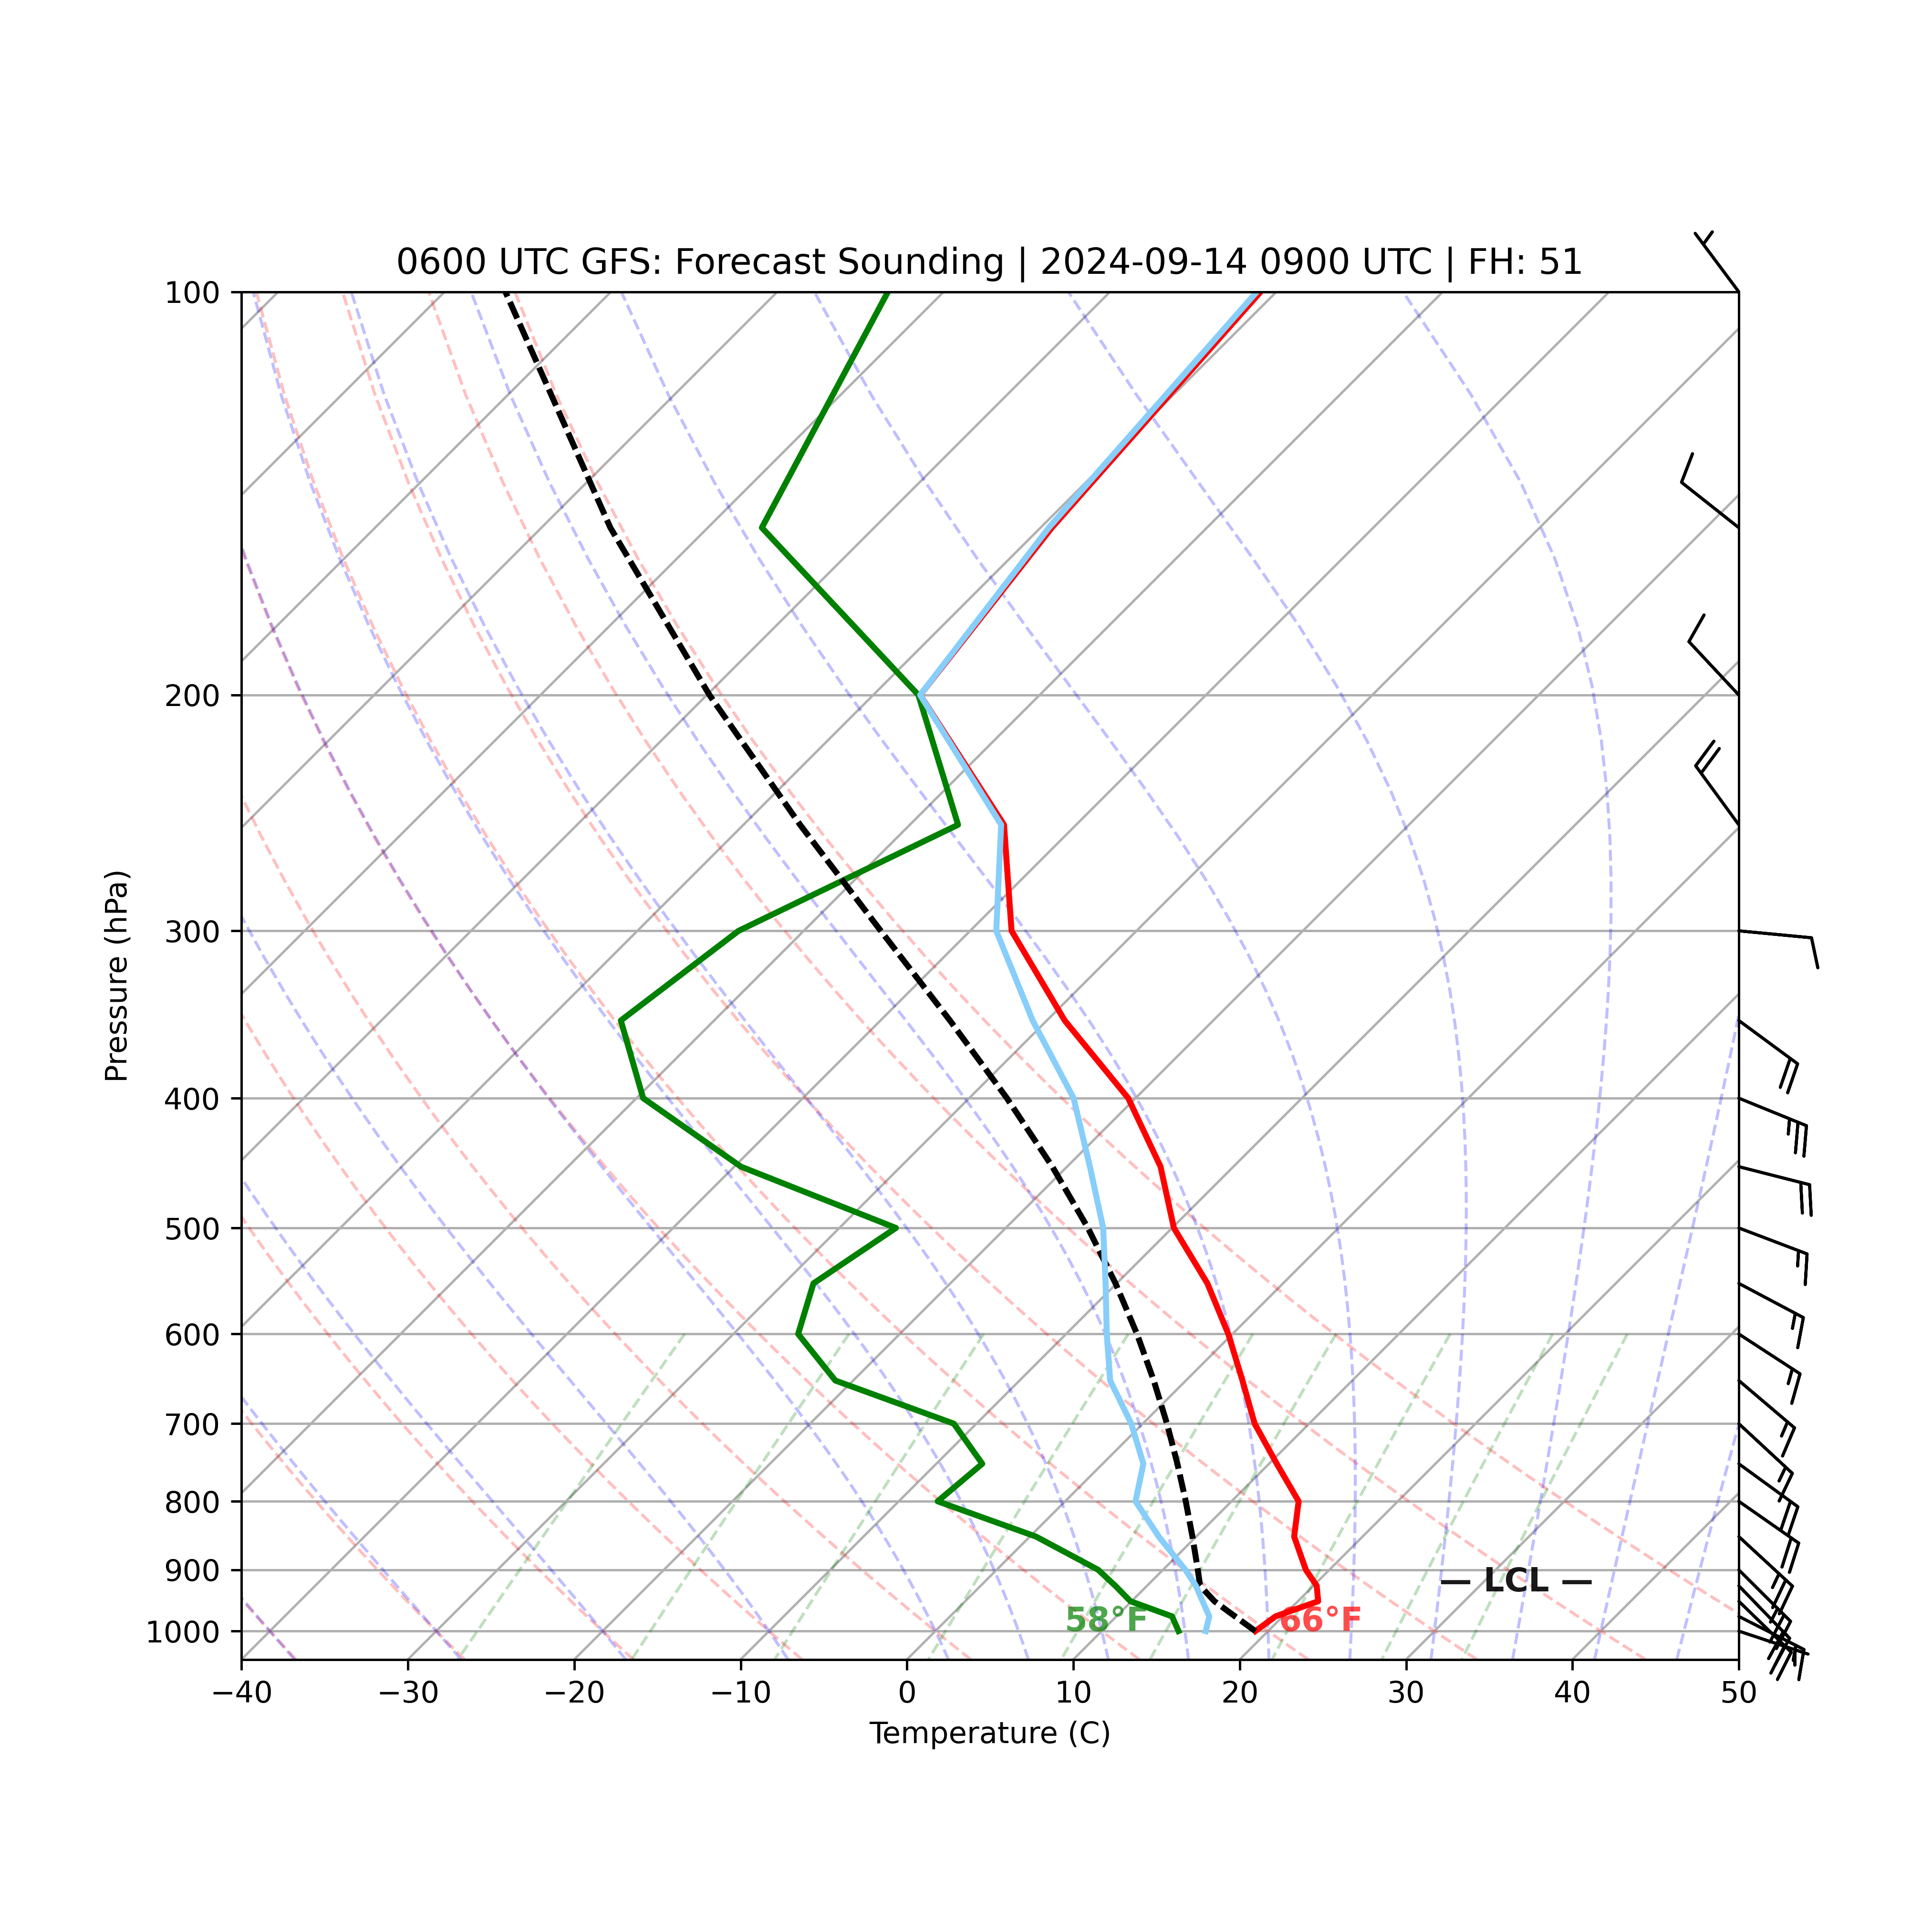 0600 UTC GFS: Forecast Sounding | 2024-09-14 0900 UTC | FH: 51
100
200
300
400
500
600
700
800
900
1000
Pressure (hPa)
— LCL —
58°F
66°F
−40 −30 −20 −10 0 10 20 30 40 50
Temperature (C)